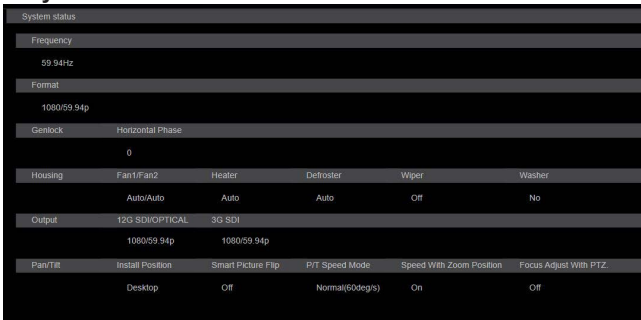 System status
Frequency
59.94Hz
Format
1080/59.94p
Genlock Horizontal Phase
0
Housing Fan1/Fan2 Heater Defroster Wiper Washer
Auto/Auto Auto Auto Off No
Output 12G SDI/OPTICAL 3G SDI
1080/59.94p 1080/59.94p
Pan/Tilt Install Position Smart Picture Flip P/T Speed Mode Speed With Zoom Position Focus Adjust With PTZ.
Desktop Off Normal(60deg/s) On Off